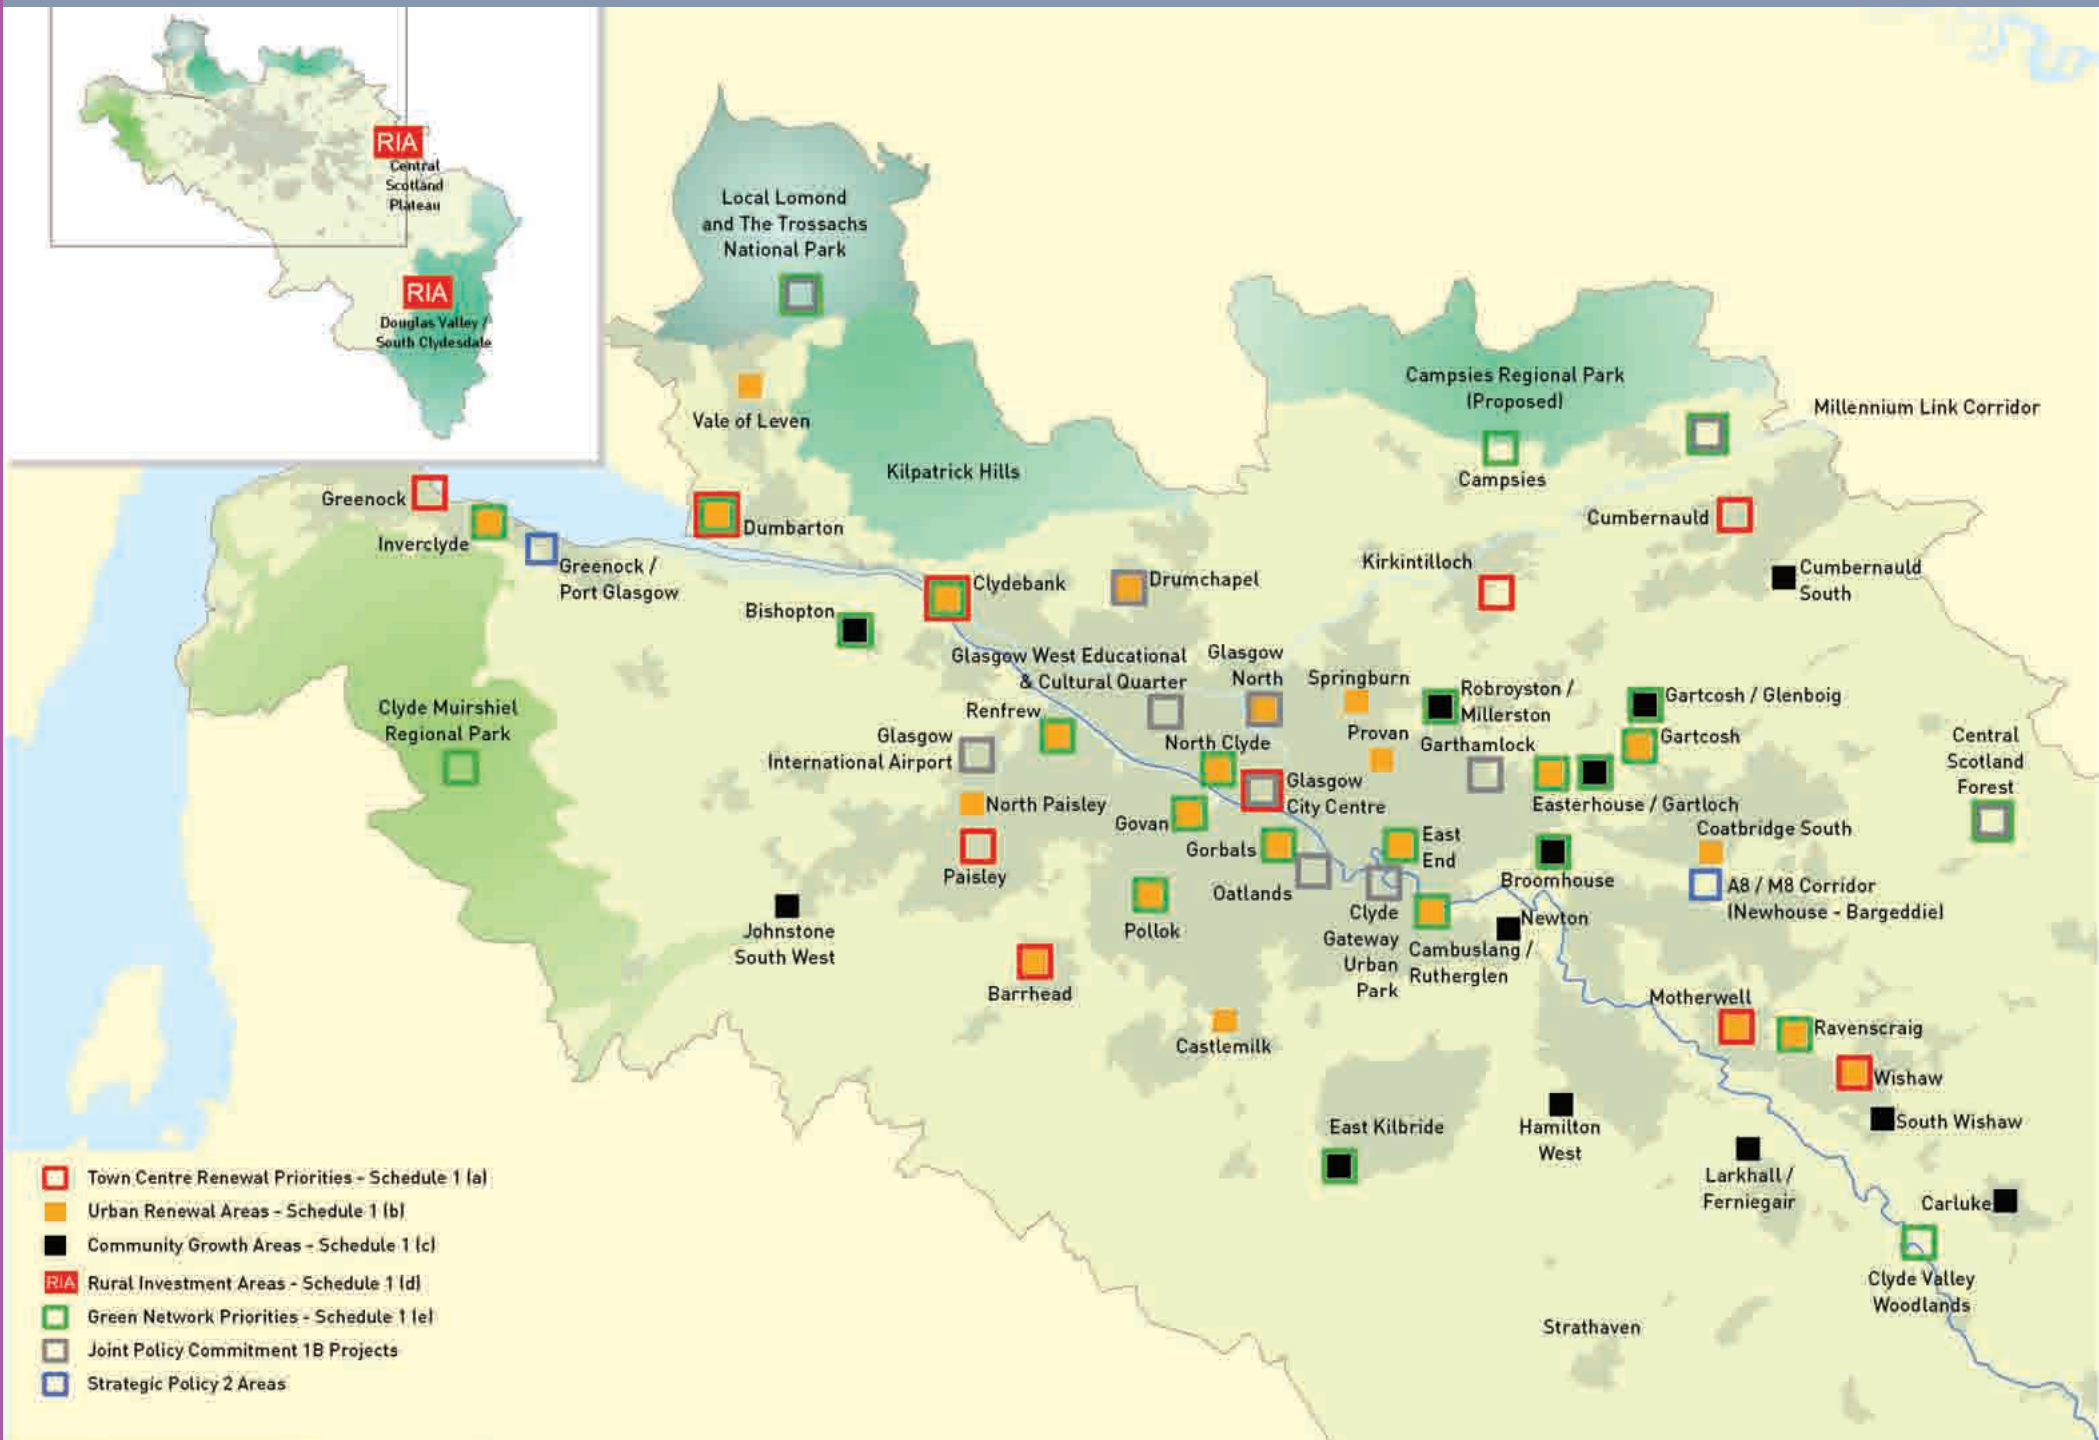 RIA
Central
Scotland
Plateau
RIA
Douglas Valley /
South Clydesdale
Local Lomond
and The Trossachs
National Park
Vale of Leven
Kilpatrick Hills
Campsies Regional Park
(Proposed)
Millennium Link Corridor
Campsies
Greenock
Inverclyde
Greenock /
Port Glasgow
Dumbarton
Cumbernauld
Kirkintilloch
Cumbernauld
South
Clydebank
Drumchapel
Bishopton
Glasgow West Educational
& Cultural Quarter
Glasgow
North
Springburn
Robroyston /
Millerston
Gartcosh / Glenboig
Clyde Muirshiel
Regional Park
Renfrew
Glasgow
International Airport
North Clyde
Provan
Garthamlock
Gartcosh
Central
Scotland
Forest
North Paisley
Glasgow
City Centre
Easterhouse / Gartloch
Govan
Coatbridge South
Gorbals
East
End
Paisley
Oatlands
Broomhouse
A8 / M8 Corridor
(Newhouse - Bargeddie)
Johnstone
South West
Pollok
Clyde
Gateway
Urban
Park
Newton
Cambuslang /
Rutherglen
Barrhead
Motherwell
Castlemilk
Ravenscraig
Wishaw
East Kilbride
Hamilton
West
South Wishaw
Larkhall /
Ferniegair
Carluke
Clyde Valley
Woodlands
Strathaven
Town Centre Renewal Priorities - Schedule 1 (a)
Urban Renewal Areas - Schedule 1 (b)
Community Growth Areas - Schedule 1 (c)
RIA Rural Investment Areas - Schedule 1 (d)
Green Network Priorities - Schedule 1 (e)
Joint Policy Commitment 1B Projects
Strategic Policy 2 Areas